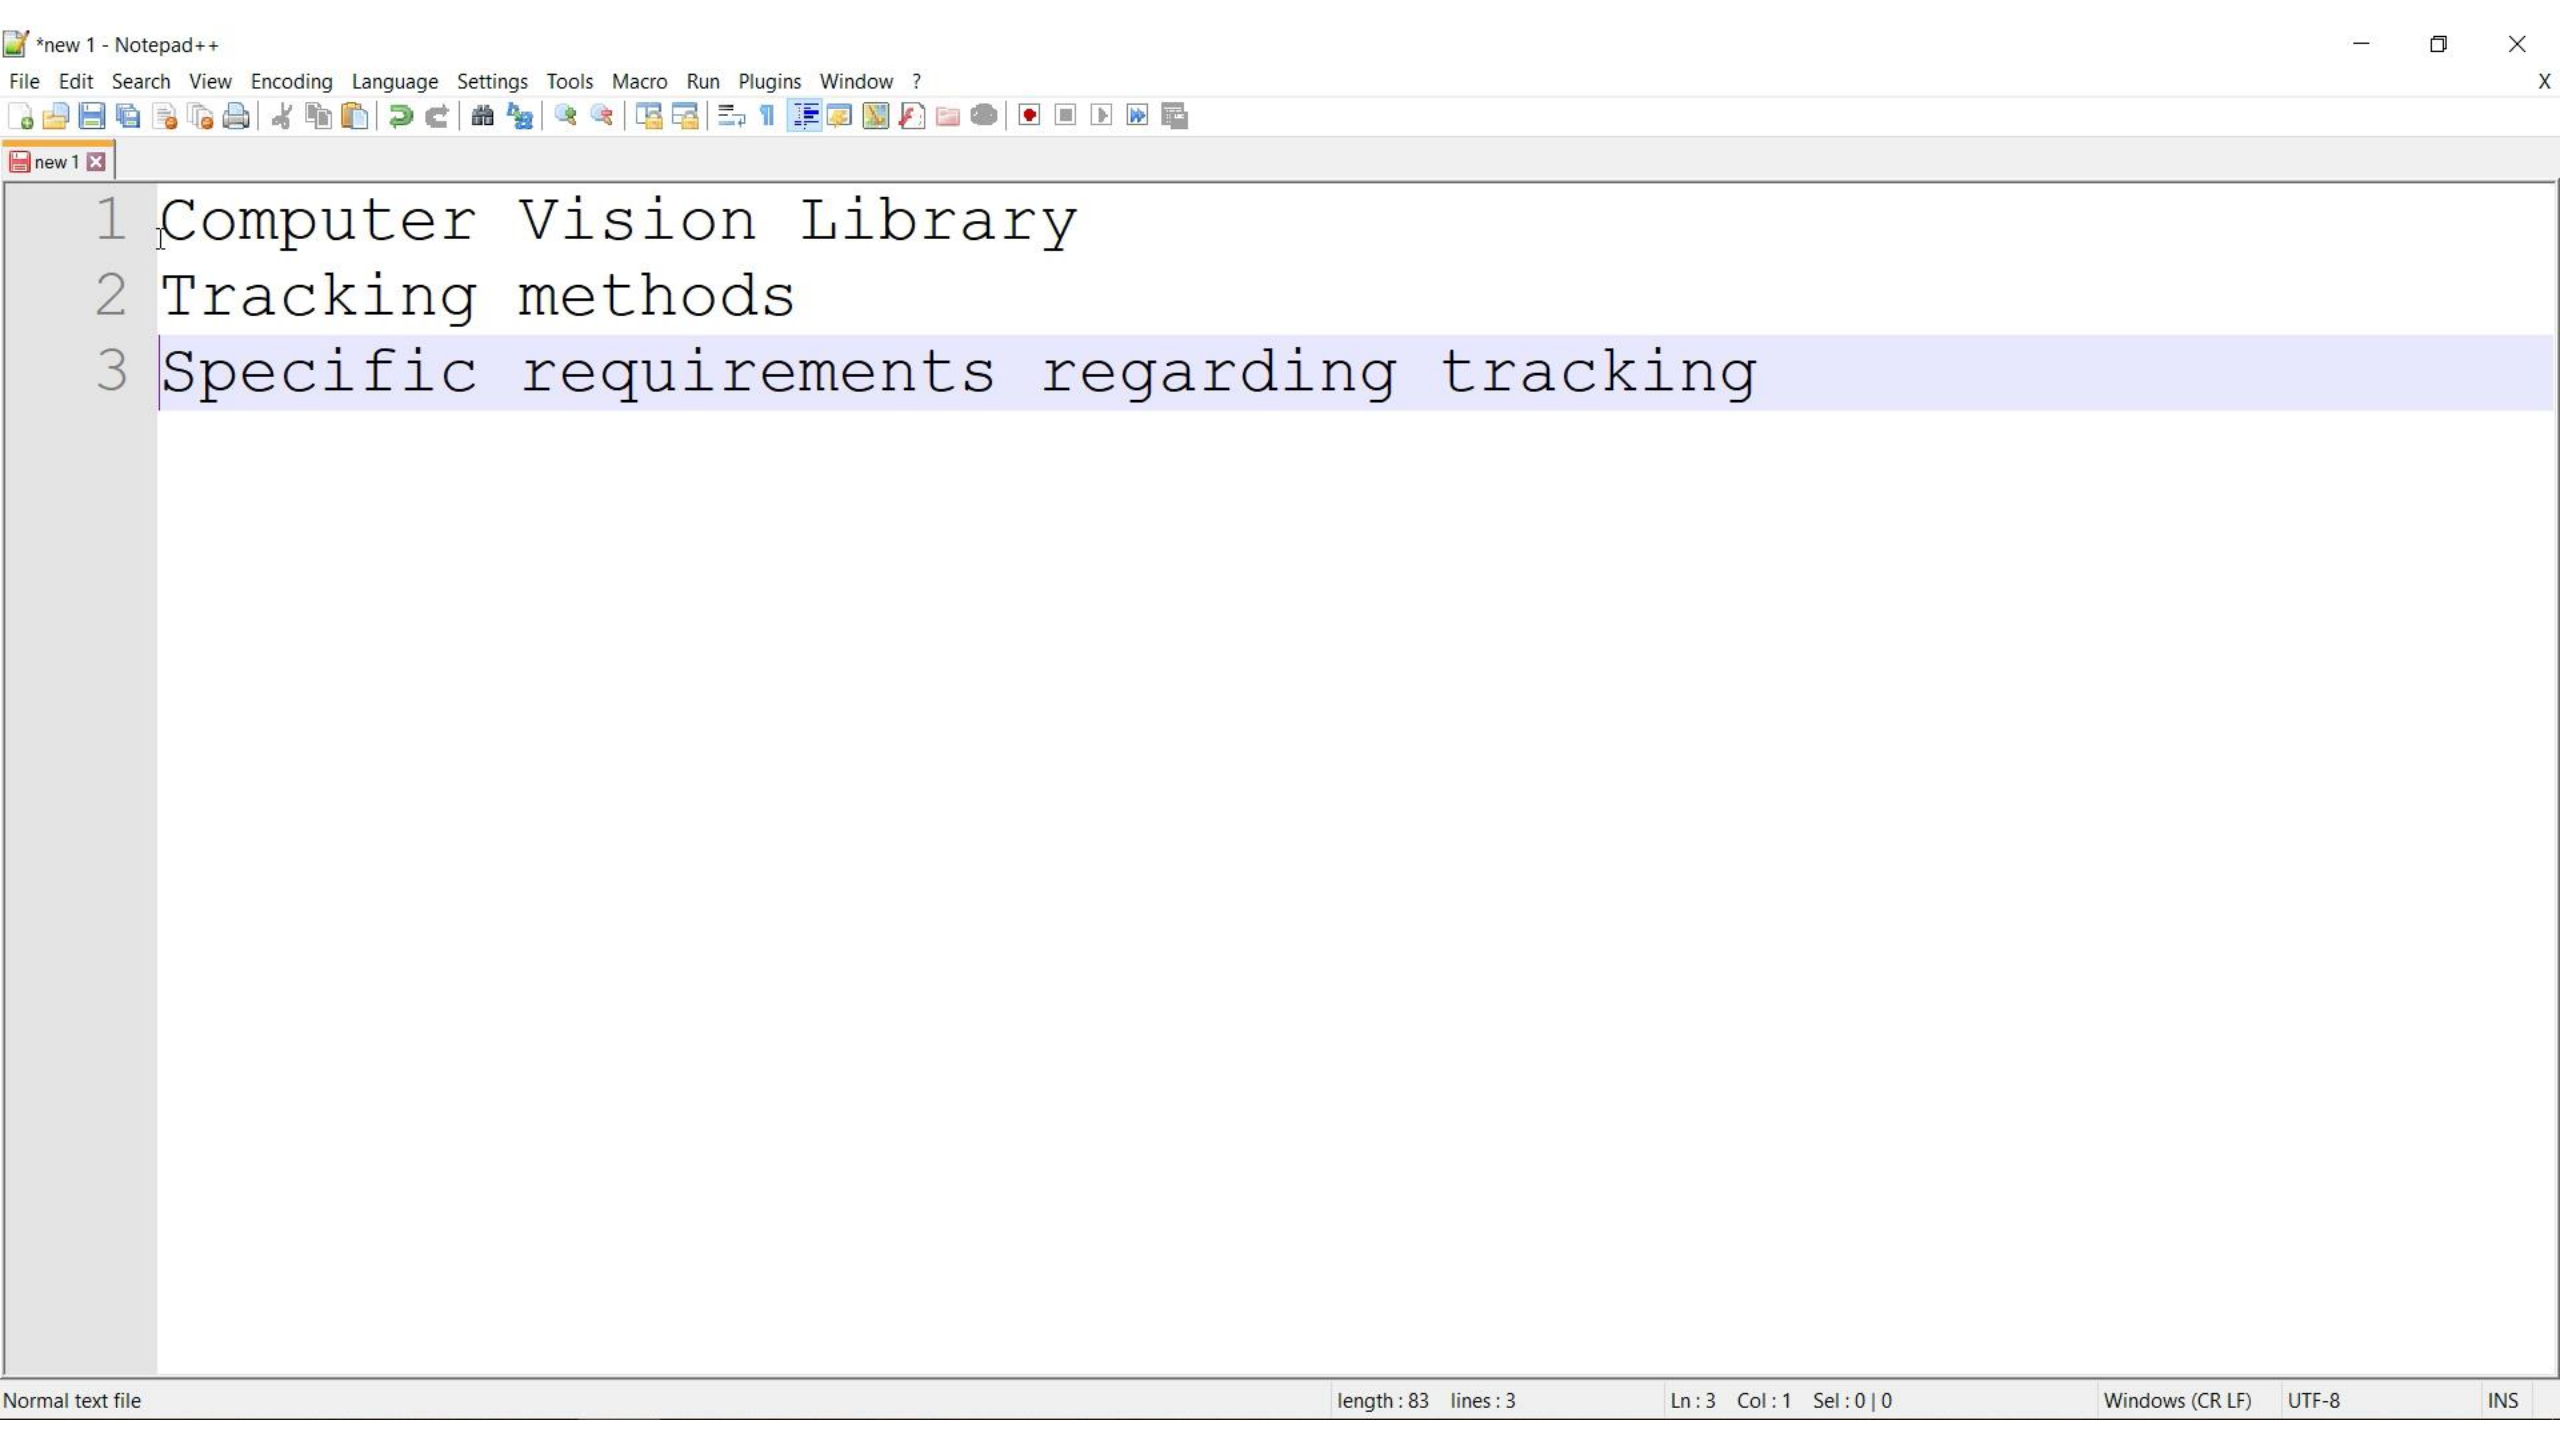 *new 1 - Notepad++
File Edit Search View Encoding Language Settings Tools Macro Run Plugins Window ? X
new 1
1 Computer Vision Library
2 Tracking methods
3 Specific requirements regarding tracking
Normal text file length : 83 lines : 3 Ln : 3 Col : 1 Sel : 0 | 0 Windows (CR LF) UTF-8 INS